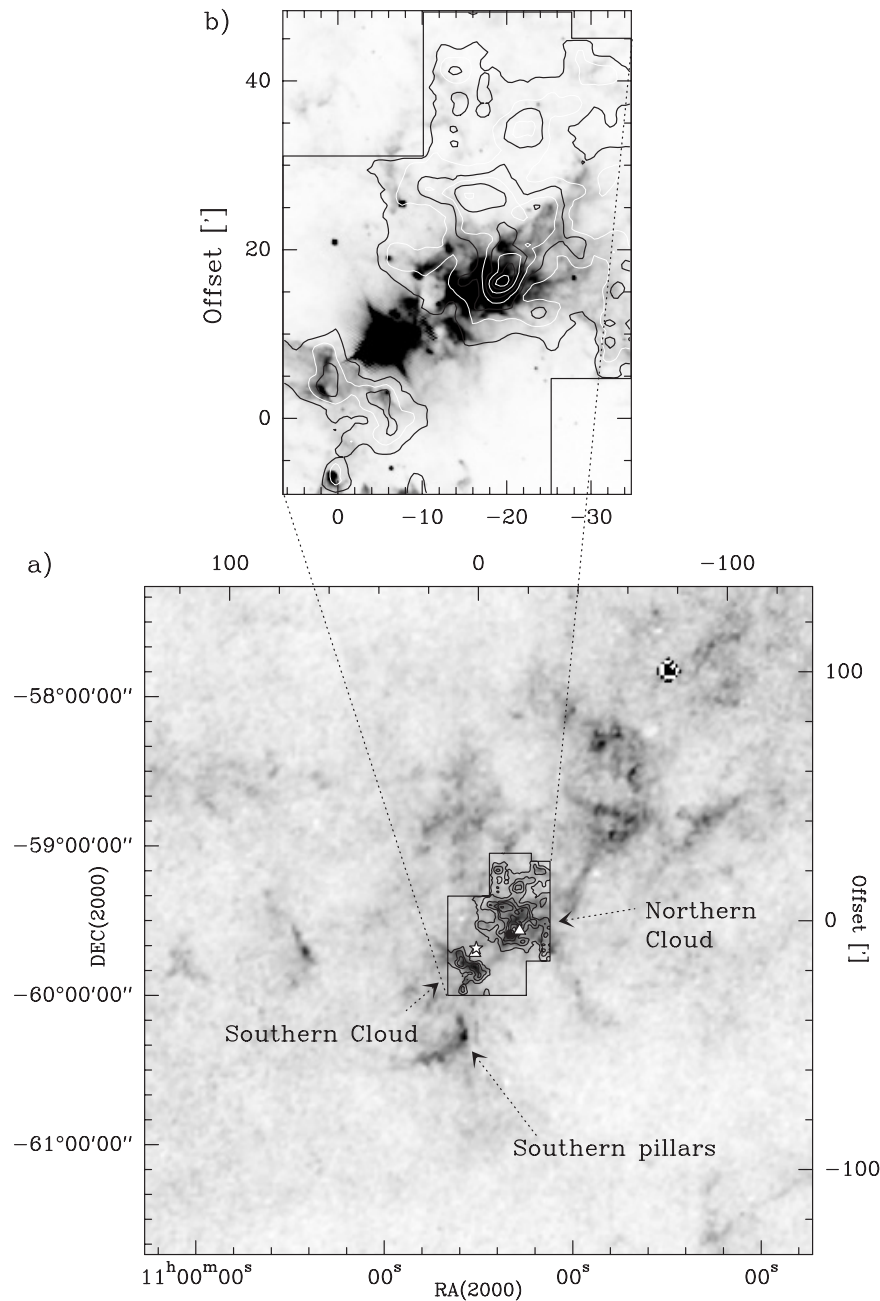 b)
40
20
0
Offset [']
0 −10 −20 −30
a)
100 0 −100
−58°00'00''
−59°00'00''
−60°00'00''
−61°00'00''
DEC(2000)
100
0
−100
Offset [']
Northern
Cloud
Southern Cloud
Southern pillars
11ʰ00ᵐ00ˢ 00ˢ 00ˢ 00ˢ
RA(2000)